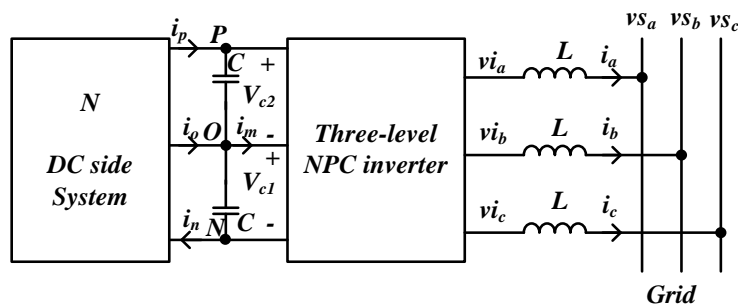 vs_a vs_b vs_c
i_p P
C +
V_c2
vi_a L i_a
N
DC side
System
i_o O i_m -
+
V_c1
Three-level
NPC inverter
vi_b L i_b
i_n N C -
vi_c L i_c
Grid